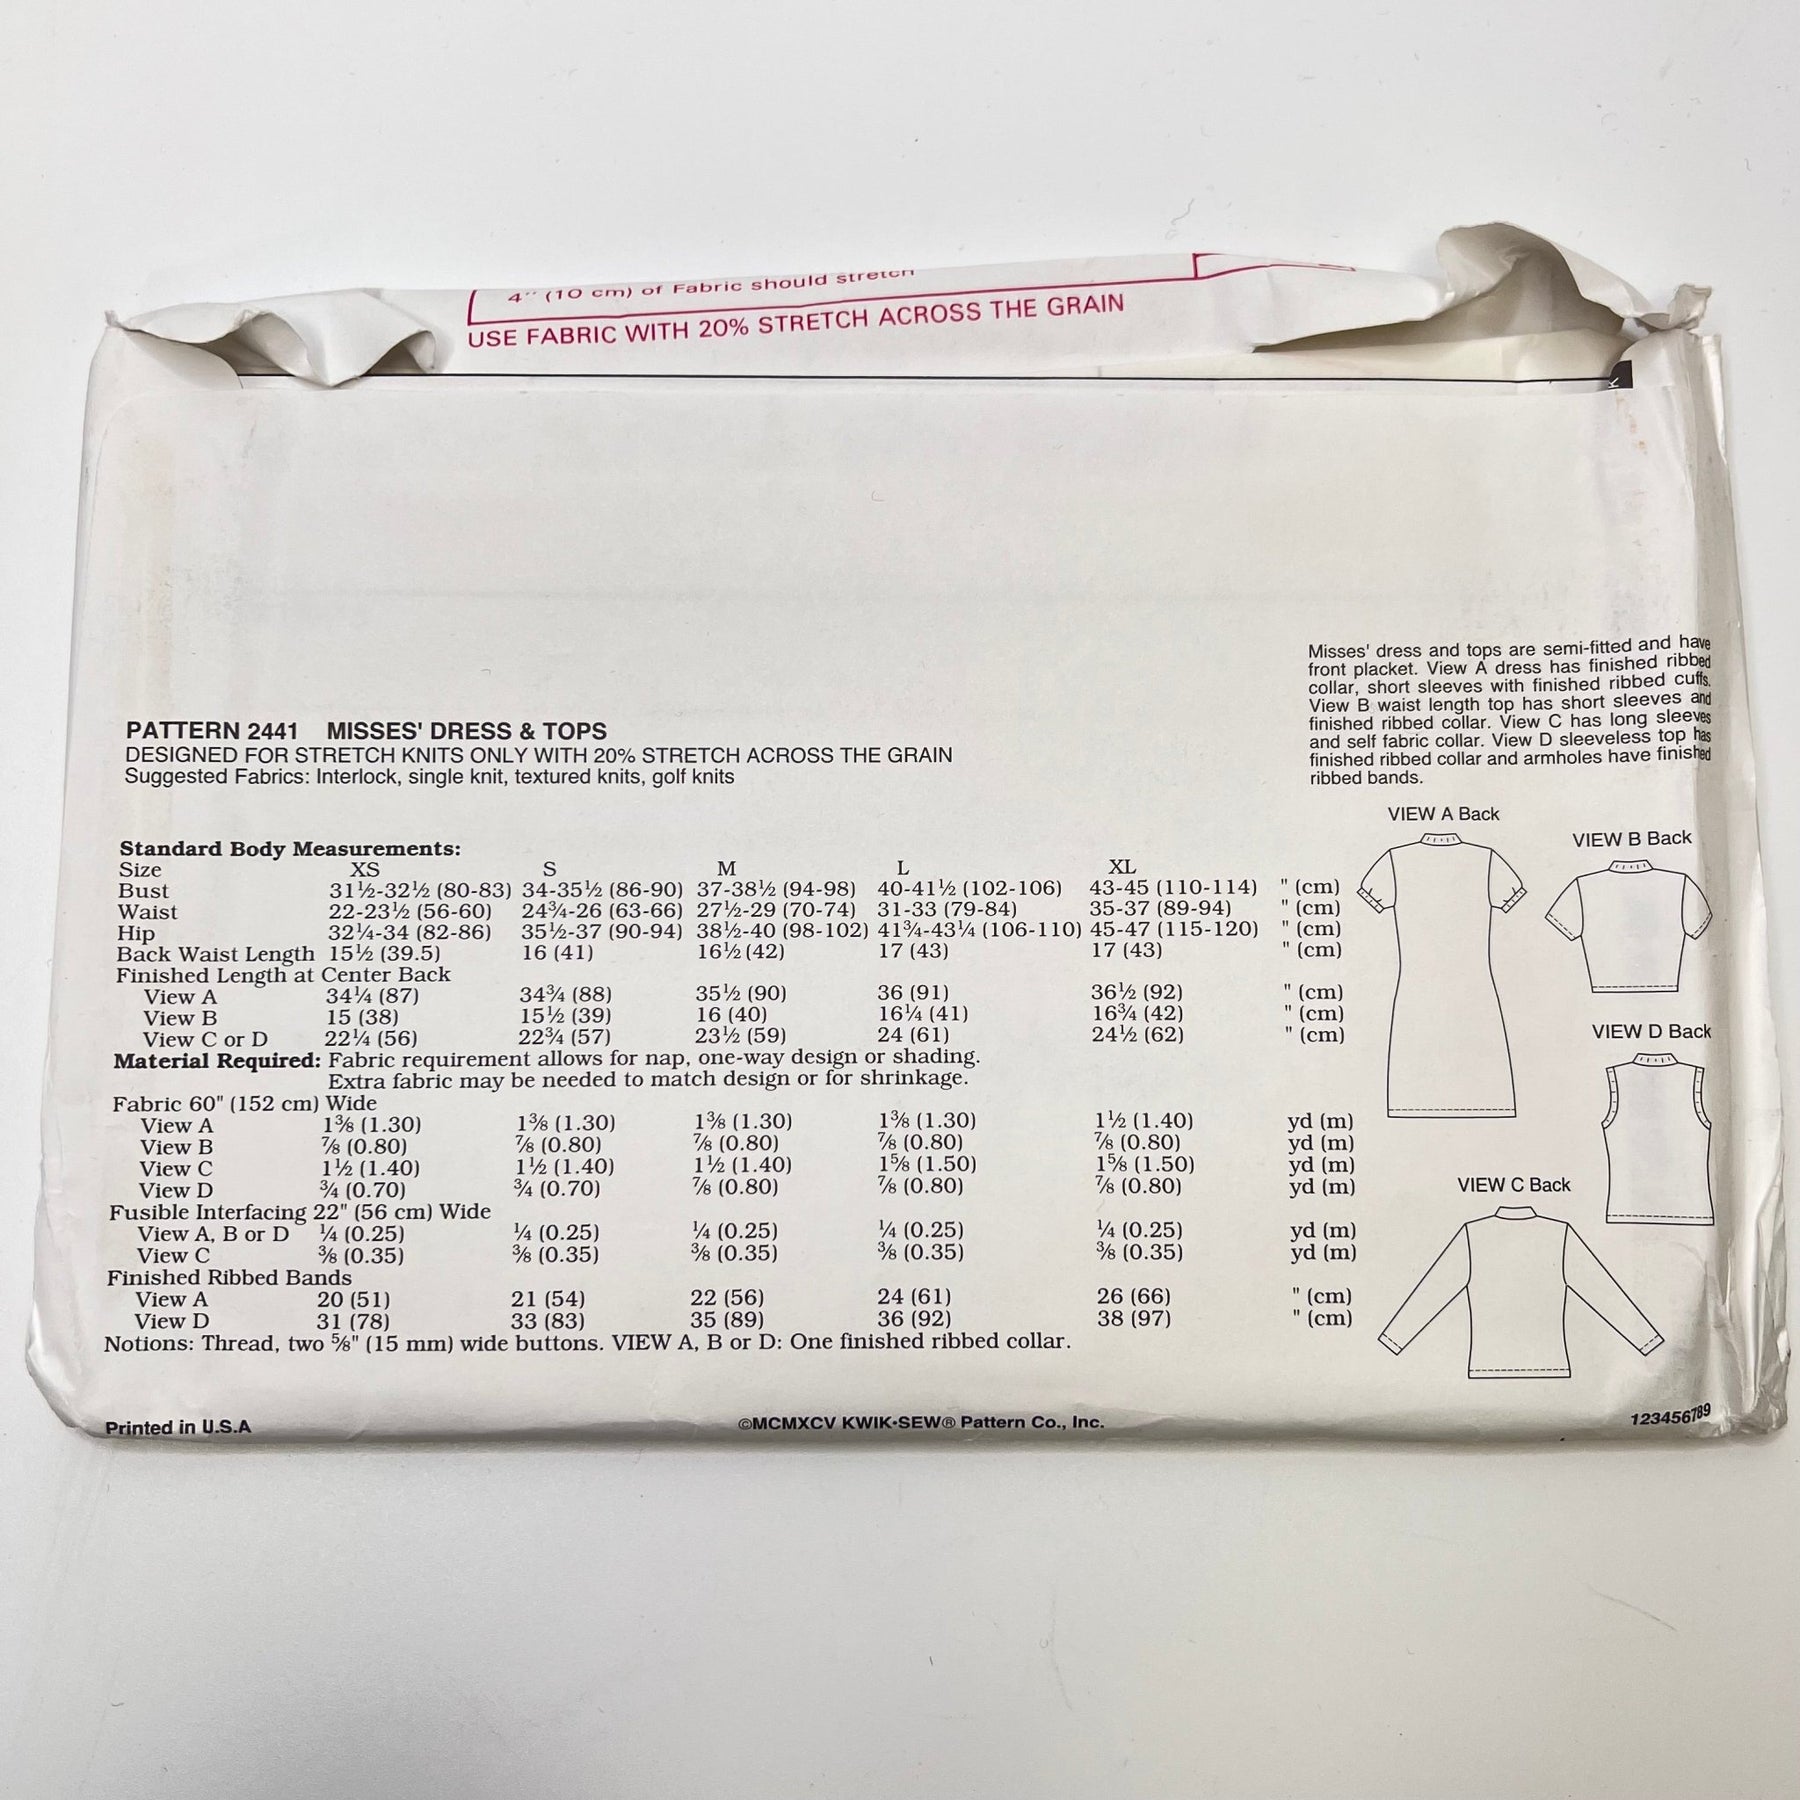 4" (10 cm) of Fabric should stretch
USE FABRIC WITH 20% STRETCH ACROSS THE GRAIN
K
Misses' dress and tops are semi-fitted and have
front placket. View A dress has finished ribbed
collar, short sleeves with finished ribbed cuffs.
View B waist length top has short sleeves and
finished ribbed collar. View C has long sleeves
and self fabric collar. View D sleeveless top has
finished ribbed collar and armholes have finished
ribbed bands.
PATTERN 2441 MISSES' DRESS & TOPS
DESIGNED FOR STRETCH KNITS ONLY WITH 20% STRETCH ACROSS THE GRAIN
Suggested Fabrics: Interlock, single knit, textured knits, golf knits
Standard Body Measurements:
Size XS S M L XL
Bust 31½-32½ (80-83) 34-35½ (86-90) 37-38½ (94-98) 40-41½ (102-106) 43-45 (110-114) " (cm)
Waist 22-23½ (56-60) 24¾-26 (63-66) 27½-29 (70-74) 31-33 (79-84) 35-37 (89-94) " (cm)
Hip 32¼-34 (82-86) 35½-37 (90-94) 38½-40 (98-102) 41¾-43¼ (106-110) 45-47 (115-120) " (cm)
Back Waist Length 15½ (39.5) 16 (41) 16½ (42) 17 (43) 17 (43) " (cm)
Finished Length at Center Back
View A 34¼ (87) 34¾ (88) 35½ (90) 36 (91) 36½ (92) " (cm)
View B 15 (38) 15½ (39) 16 (40) 16¼ (41) 16¾ (42) " (cm)
View C or D 22¼ (56) 22¾ (57) 23½ (59) 24 (61) 24½ (62) " (cm)
Material Required: Fabric requirement allows for nap, one-way design or shading.
Extra fabric may be needed to match design or for shrinkage.
Fabric 60" (152 cm) Wide
View A 1⅜ (1.30) 1⅜ (1.30) 1⅜ (1.30) 1⅜ (1.30) 1½ (1.40) yd (m)
View B ⅞ (0.80) ⅞ (0.80) ⅞ (0.80) ⅞ (0.80) ⅞ (0.80) yd (m)
View C 1½ (1.40) 1½ (1.40) 1½ (1.40) 1⅝ (1.50) 1⅝ (1.50) yd (m)
View D ¾ (0.70) ¾ (0.70) ⅞ (0.80) ⅞ (0.80) ⅞ (0.80) yd (m)
Fusible Interfacing 22" (56 cm) Wide
View A, B or D ¼ (0.25) ¼ (0.25) ¼ (0.25) ¼ (0.25) ¼ (0.25) yd (m)
View C ⅜ (0.35) ⅜ (0.35) ⅜ (0.35) ⅜ (0.35) ⅜ (0.35) yd (m)
Finished Ribbed Bands
View A 20 (51) 21 (54) 22 (56) 24 (61) 26 (66) " (cm)
View D 31 (78) 33 (83) 35 (89) 36 (92) 38 (97) " (cm)
Notions: Thread, two ⅝" (15 mm) wide buttons. VIEW A, B or D: One finished ribbed collar.
VIEW A Back
VIEW B Back
VIEW D Back
VIEW C Back
Printed in U.S.A
©MCMXCV KWIK•SEW® Pattern Co., Inc.
123456789